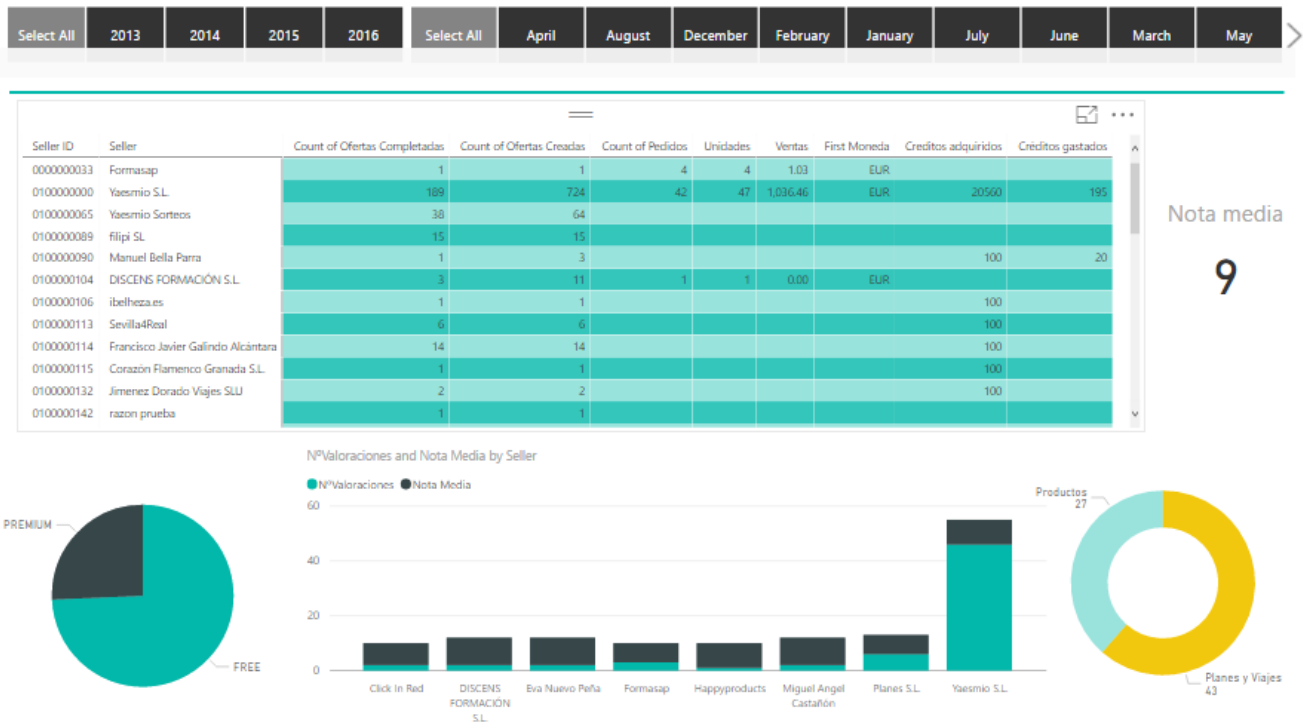 Select All 2013 2014 2015 2016 Select All April August December February January July June March May
Seller ID Seller Count of Ofertas Completadas Count of Ofertas Creadas Count of Pedidos Unidades Ventas First Moneda Creditos adquiridos Créditos gastados
0000000033 Formasap 1 1 4 4 1.03 EUR
0100000000 Yaesmio S.L. 189 724 42 47 1,036.46 EUR 20560 195
0100000065 Yaesmio Sorteos 38 64
0100000089 filipi SL 15 15
0100000090 Manuel Bella Parra 1 3 100 20
0100000104 DISCENS FORMACIÓN S.L. 3 11 1 1 0.00 EUR
0100000106 ibelheza.es 1 1 100
0100000113 Sevilla4Real 6 6 100
0100000114 Francisco Javier Galindo Alcántara 14 14 100
0100000115 Corazón Flamenco Granada S.L. 1 1 100
0100000132 Jimenez Dorado Viajes SLU 2 2 100
0100000142 razon prueba 1 1
Nota media
9
PREMIUM
FREE
NºValoraciones and Nota Media by Seller
NºValoraciones Nota Media
60
40
20
0
Click In Red
DISCENS FORMACIÓN S.L.
Eva Nuevo Peña
Formasap
Happyproducts
Miguel Angel Castañón
Planes S.L.
Yaesmio S.L.
Productos
27
Planes y Viajes
43